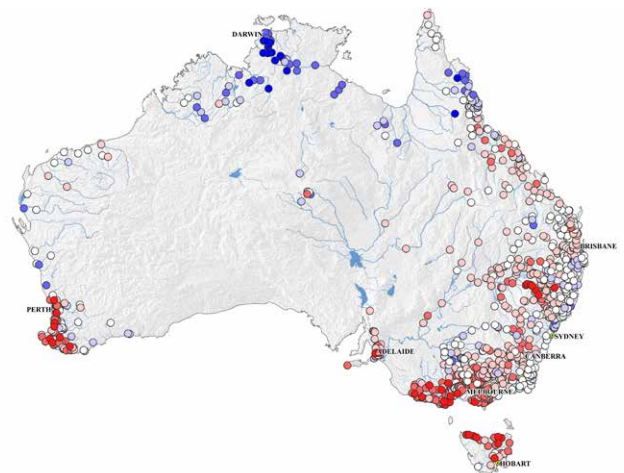 DARWIN
BRISBANE
PERTH
SYDNEY
ADELAIDE
CANBERRA
MELBOURNE
HOBART